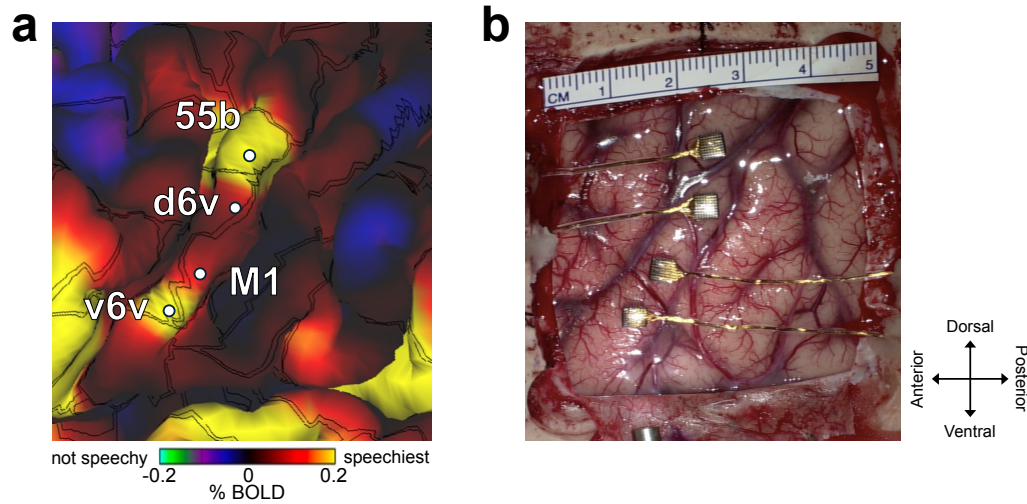 a
55b
d6v
M1
v6v
not speechy
speechiest
-0.2
0
0.2
% BOLD
b
CM
1
2
3
4
5
Dorsal
Anterior
Posterior
Ventral